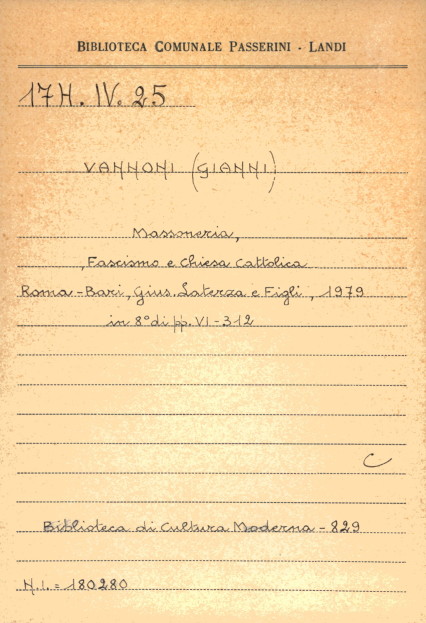 BIBLIOTECA COMUNALE PASSERINI - LANDI
17H. IV. 25
VANNONI (GIANNI)
Massoneria,
, Fascismo e Chiesa Cattolica
Roma - Bari, Gius. Laterza e Figli, 1979
in 8° di pp. VI - 312
C
Biblioteca di Cultura Moderna - 829
N.I. = 180280